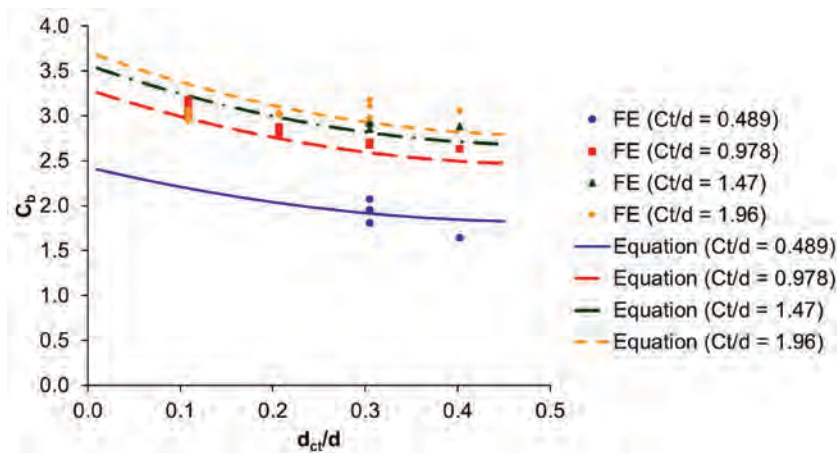 4.0
3.5
3.0
2.5
2.0
1.5
1.0
0.5
0.0
C_b
0.0 0.1 0.2 0.3 0.4 0.5
d_ct/d
FE (Ct/d = 0.489)
FE (Ct/d = 0.978)
FE (Ct/d = 1.47)
FE (Ct/d = 1.96)
Equation (Ct/d = 0.489)
Equation (Ct/d = 0.978)
Equation (Ct/d = 1.47)
Equation (Ct/d = 1.96)